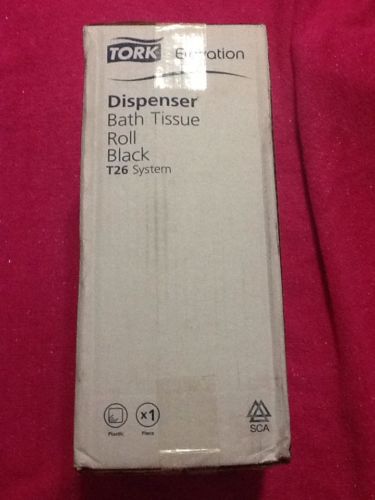 TORK Elevation
Dispenser
Bath Tissue
Roll
Black
T26 System
x1
Plastic Piece
SCA